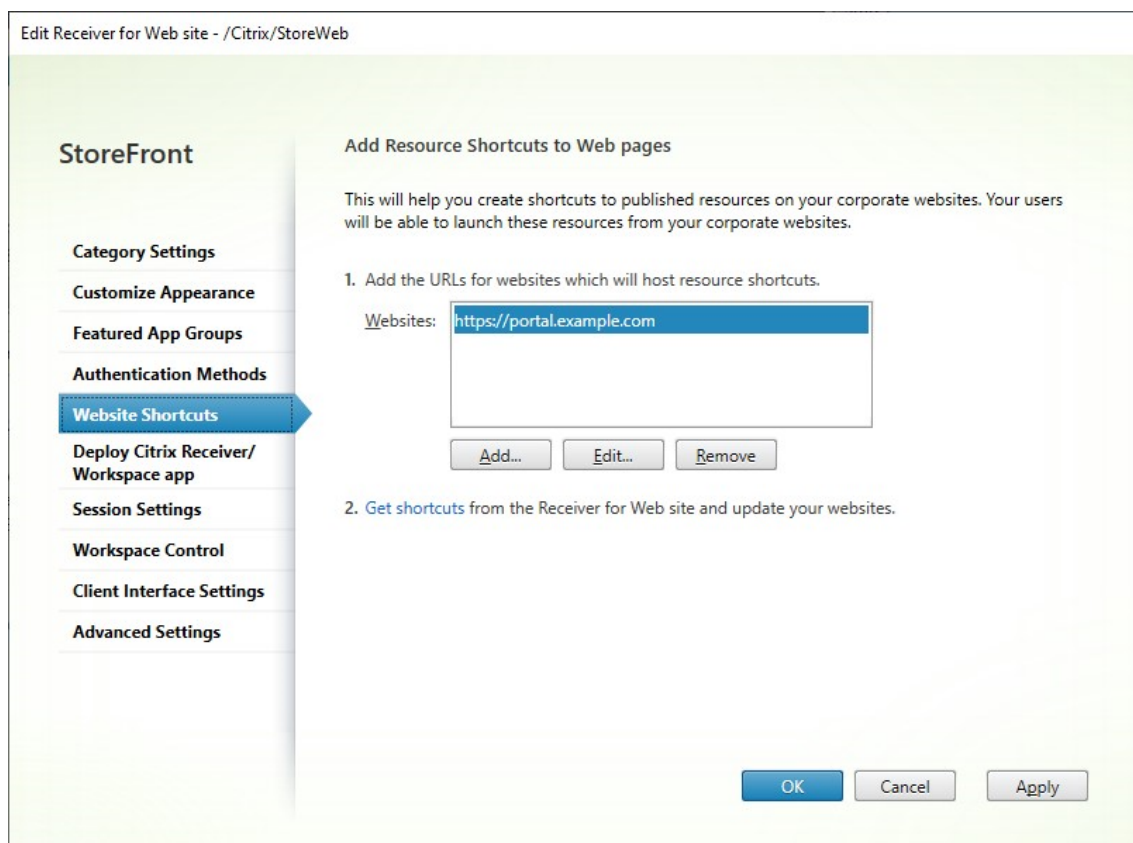 Edit Receiver for Web site - /Citrix/StoreWeb
StoreFront
Category Settings
Customize Appearance
Featured App Groups
Authentication Methods
Website Shortcuts
Deploy Citrix Receiver/
Workspace app
Session Settings
Workspace Control
Client Interface Settings
Advanced Settings
Add Resource Shortcuts to Web pages
This will help you create shortcuts to published resources on your corporate websites. Your users
will be able to launch these resources from your corporate websites.
1. Add the URLs for websites which will host resource shortcuts.
Websites: https://portal.example.com
Add... Edit... Remove
2. Get shortcuts from the Receiver for Web site and update your websites.
OK Cancel Apply